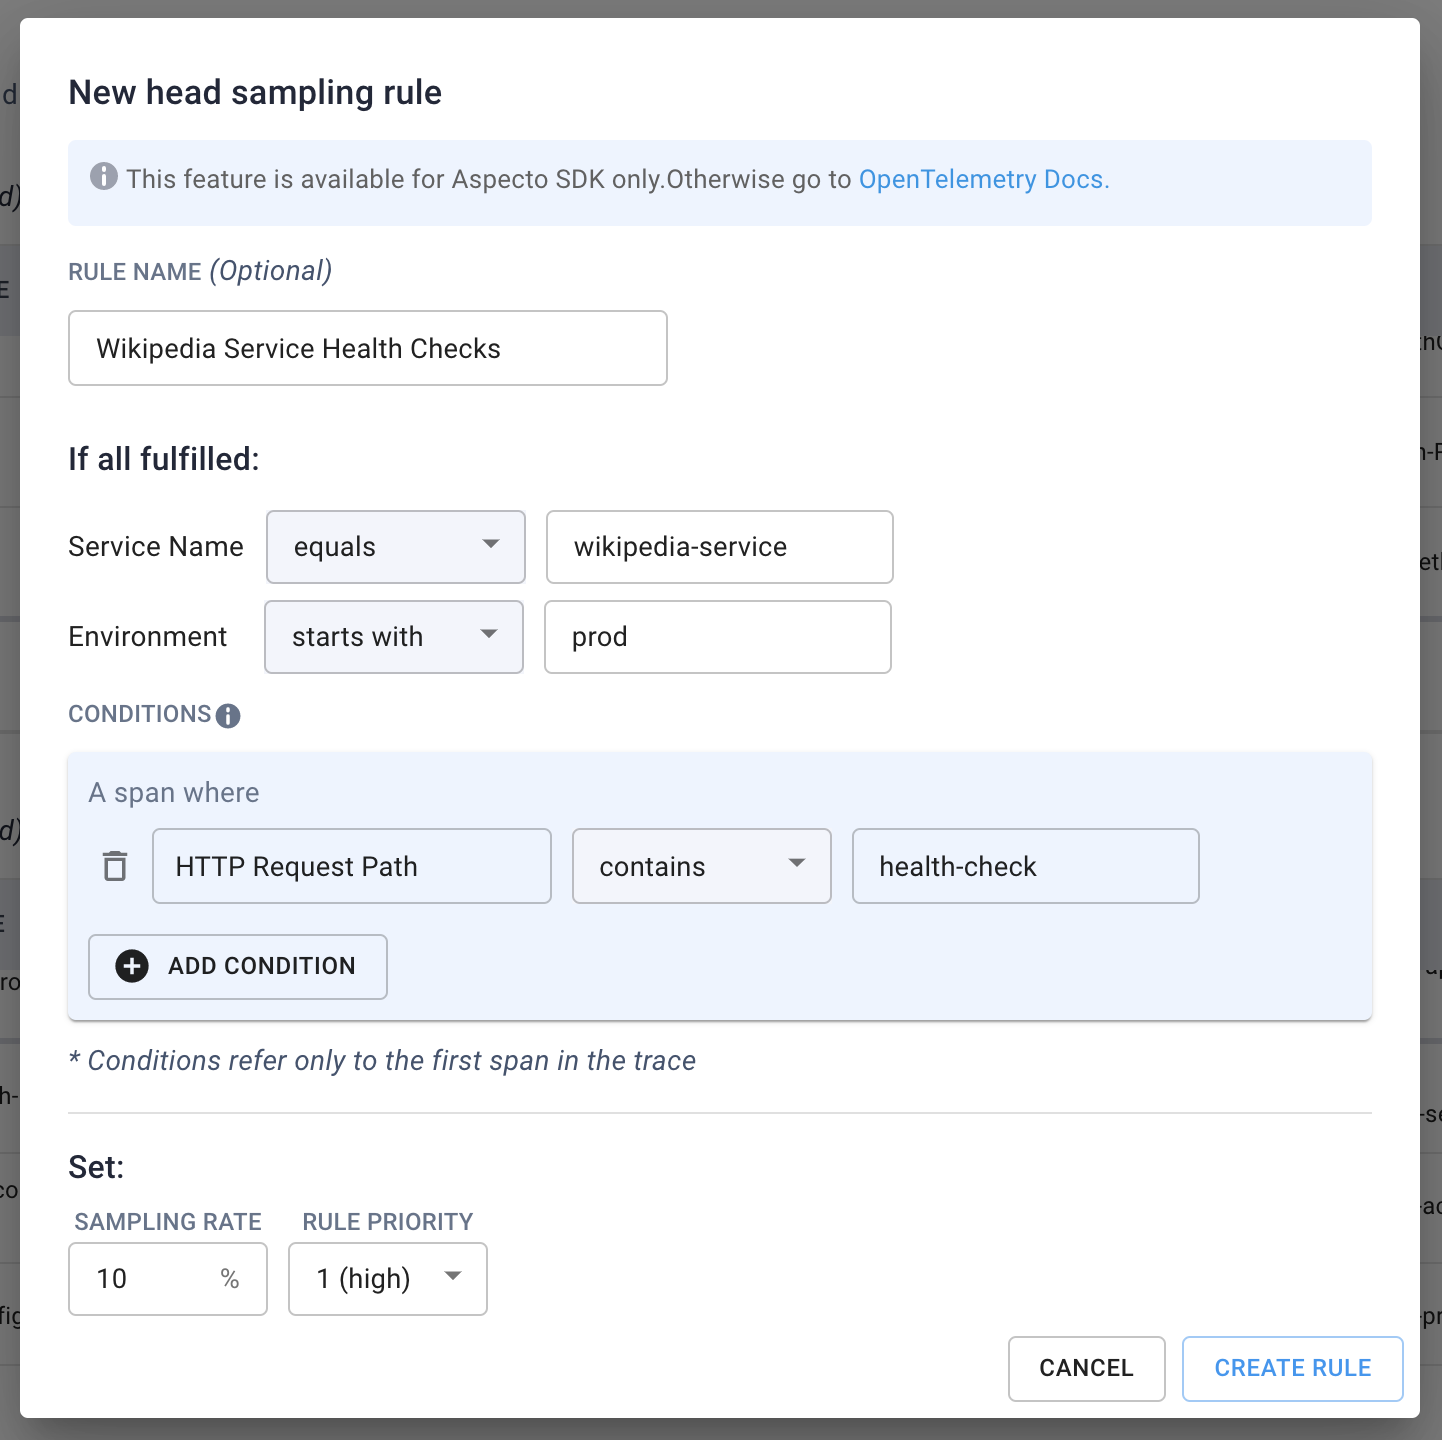 New head sampling rule
This feature is available for Aspecto SDK only.Otherwise go to OpenTelemetry Docs.
RULE NAME (Optional)
Wikipedia Service Health Checks
If all fulfilled:
Service Name equals wikipedia-service
Environment starts with prod
CONDITIONS
A span where
HTTP Request Path contains health-check
ADD CONDITION
* Conditions refer only to the first span in the trace
Set:
SAMPLING RATE RULE PRIORITY
10 % 1 (high)
CANCEL CREATE RULE